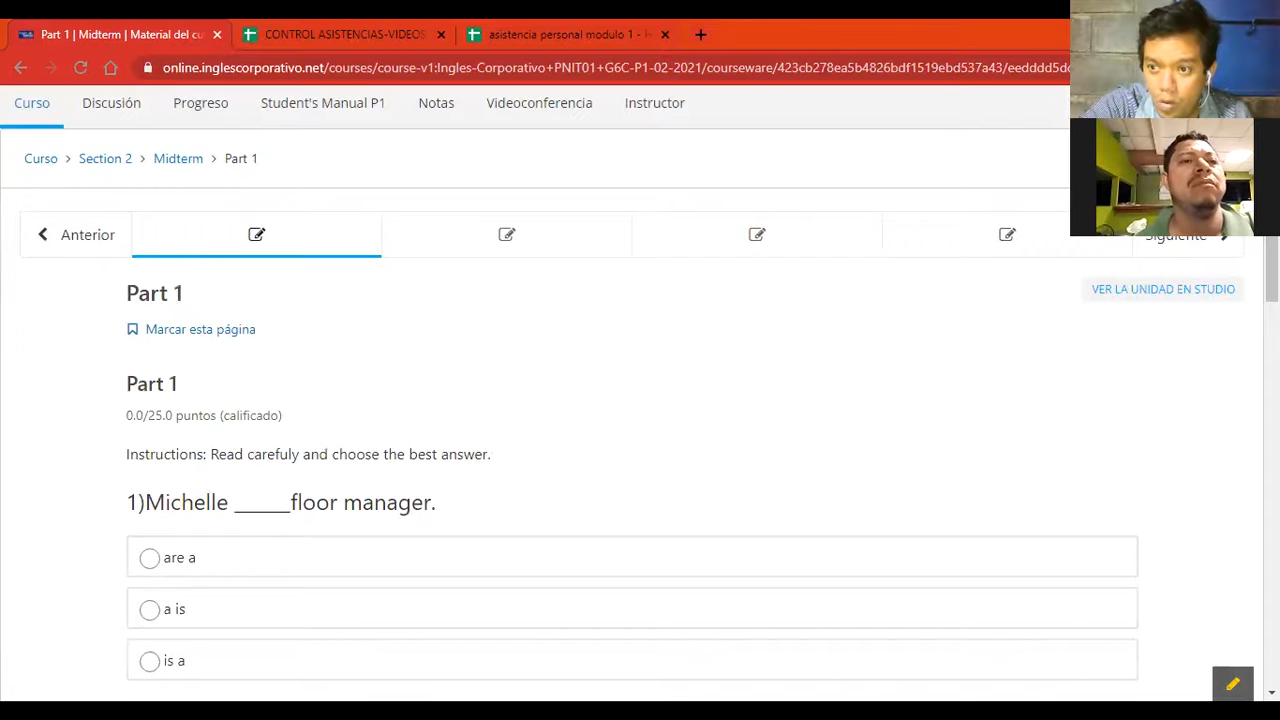 Part 1 | Midterm | Material del cu
CONTROL ASISTENCIAS-VIDEOS
asistencia personal modulo 1 - H
online.inglescorporativo.net/courses/course-v1:Ingles-Corporativo+PNIT01+G6C-P1-02-2021/courseware/423cb278ea5b4826bdf1519ebd537a43/eedddd5dc
Curso Discusión Progreso Student's Manual P1 Notas Videoconferencia Instructor
Curso > Section 2 > Midterm > Part 1
Anterior
Siguiente
Part 1
VER LA UNIDAD EN STUDIO
Marcar esta página
Part 1
0.0/25.0 puntos (calificado)
Instructions: Read carefuly and choose the best answer.
1)Michelle _____floor manager.
are a
a is
is a